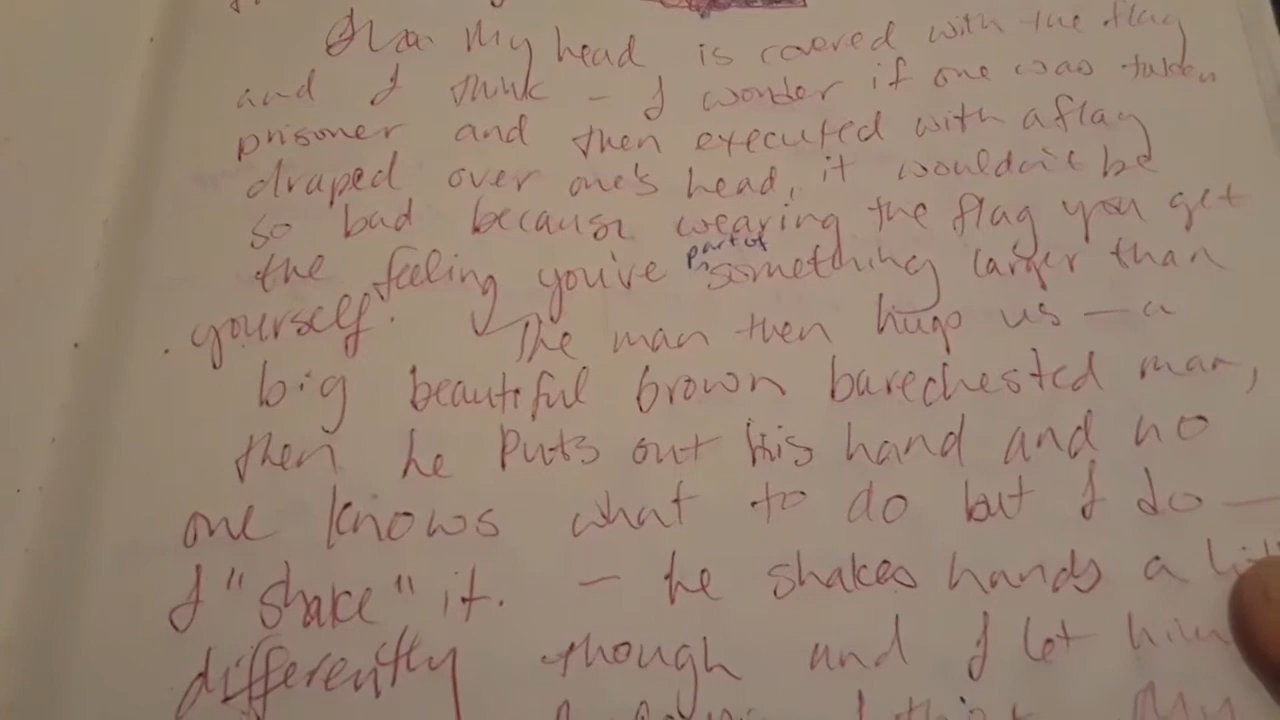 My head is covered with the flag
and I think - I wonder if one was taken
prisoner and then executed with a flag
draped over one's head, it wouldn't be
so bad because wearing the flag you get
part of
the feeling you're something larger than
yourself. The man then hugs us - a
big beautiful brown barechested man,
then he puts out his hand and no
one knows what to do but I do -
I "shake" it. - he shakes hands a
differently though and I let him
I think My